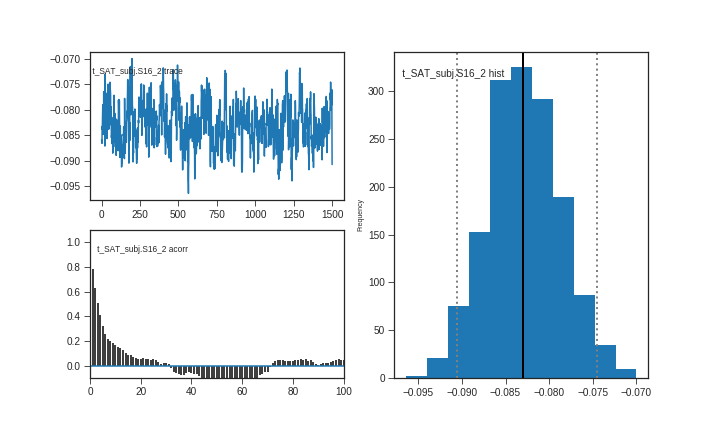 −0.070
−0.075
−0.080
−0.085
−0.090
−0.095
t_SAT_subj.S16_2 trace
0 250 500 750 1000 1250 1500
1.0
0.8
0.6
0.4
0.2
0.0
t_SAT_subj.S16_2 acorr
0 20 40 60 80 100
t_SAT_subj.S16_2 hist
Frequency
300
250
200
150
100
50
0
−0.095 −0.090 −0.085 −0.080 −0.075 −0.070